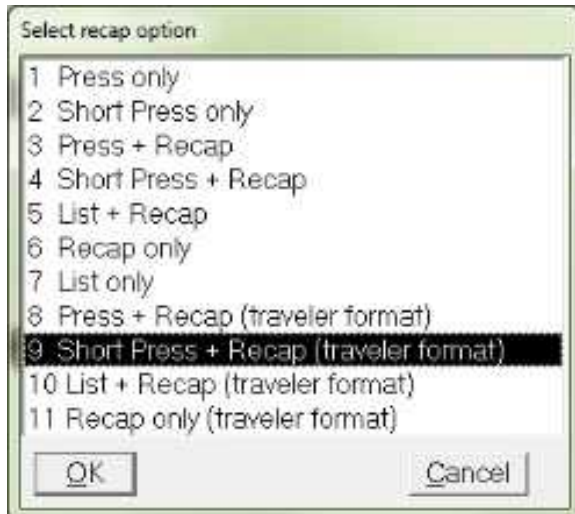 Select recap option
1 Press only
2 Short Press only
3 Press + Recap
4 Short Press + Recap
5 List + Recap
6 Recap only
7 List only
8 Press + Recap (traveler format)
9 Short Press + Recap (traveler format)
10 List + Recap (traveler format)
11 Recap only (traveler format)
OK Cancel